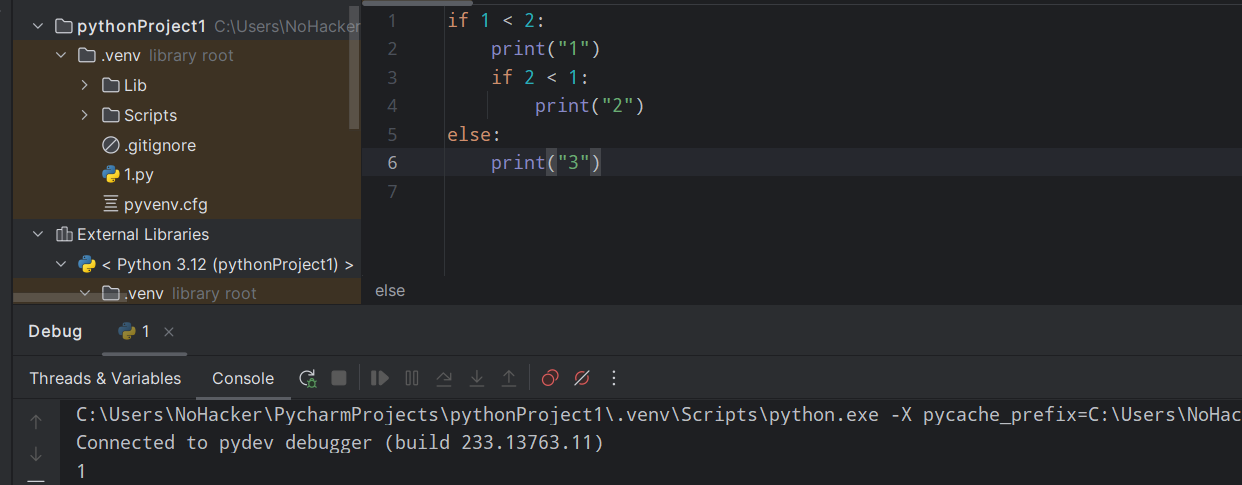 pythonProject1 C:\Users\NoHacker
.venv library root
Lib
Scripts
.gitignore
1.py
pyvenv.cfg
External Libraries
< Python 3.12 (pythonProject1) >
.venv library root
1 if 1 < 2:
2     print("1")
3     if 2 < 1:
4         print("2")
5 else:
6     print("3")
7
else
Debug 1
Threads & Variables Console
C:\Users\NoHacker\PycharmProjects\pythonProject1\.venv\Scripts\python.exe -X pycache_prefix=C:\Users\NoHac
Connected to pydev debugger (build 233.13763.11)
1